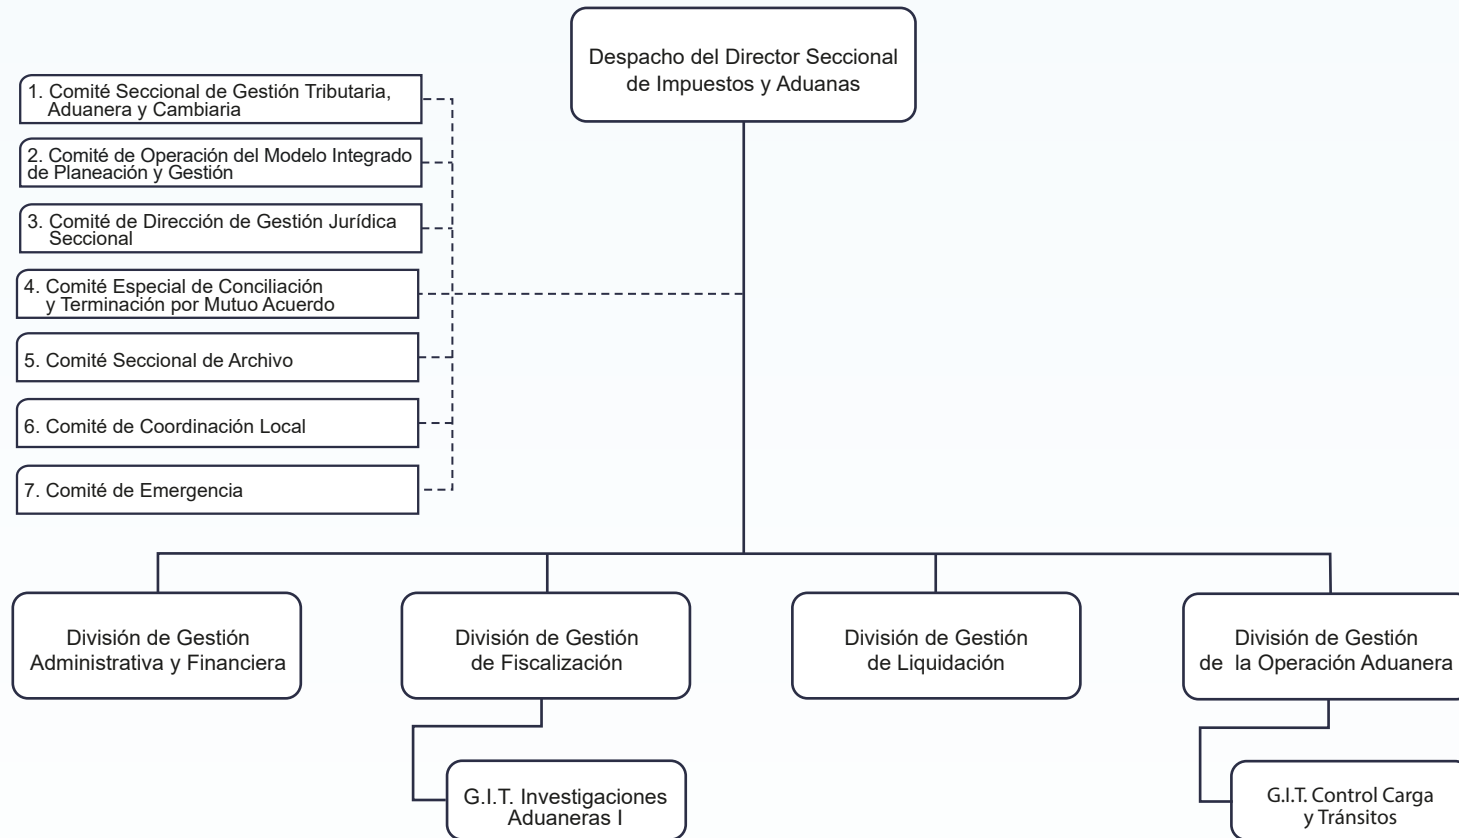 Despacho del Director Seccional
de Impuestos y Aduanas
1. Comité Seccional de Gestión Tributaria,
Aduanera y Cambiaria
2. Comité de Operación del Modelo Integrado
de Planeación y Gestión
3. Comité de Dirección de Gestión Jurídica
Seccional
4. Comité Especial de Conciliación
y Terminación por Mutuo Acuerdo
5. Comité Seccional de Archivo
6. Comité de Coordinación Local
7. Comité de Emergencia
División de Gestión
Administrativa y Financiera
División de Gestión
de Fiscalización
División de Gestión
de Liquidación
División de Gestión
de la Operación Aduanera
G.I.T. Investigaciones
Aduaneras I
G.I.T. Control Carga
y Tránsitos